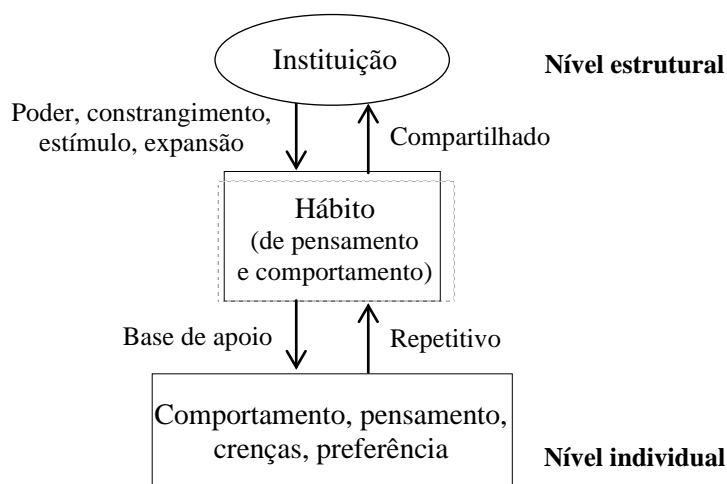 Instituição
Nível estrutural
Poder, constrangimento,
estímulo, expansão
Compartilhado
Hábito
(de pensamento
e comportamento)
Base de apoio
Repetitivo
Comportamento, pensamento,
crenças, preferência
Nível individual